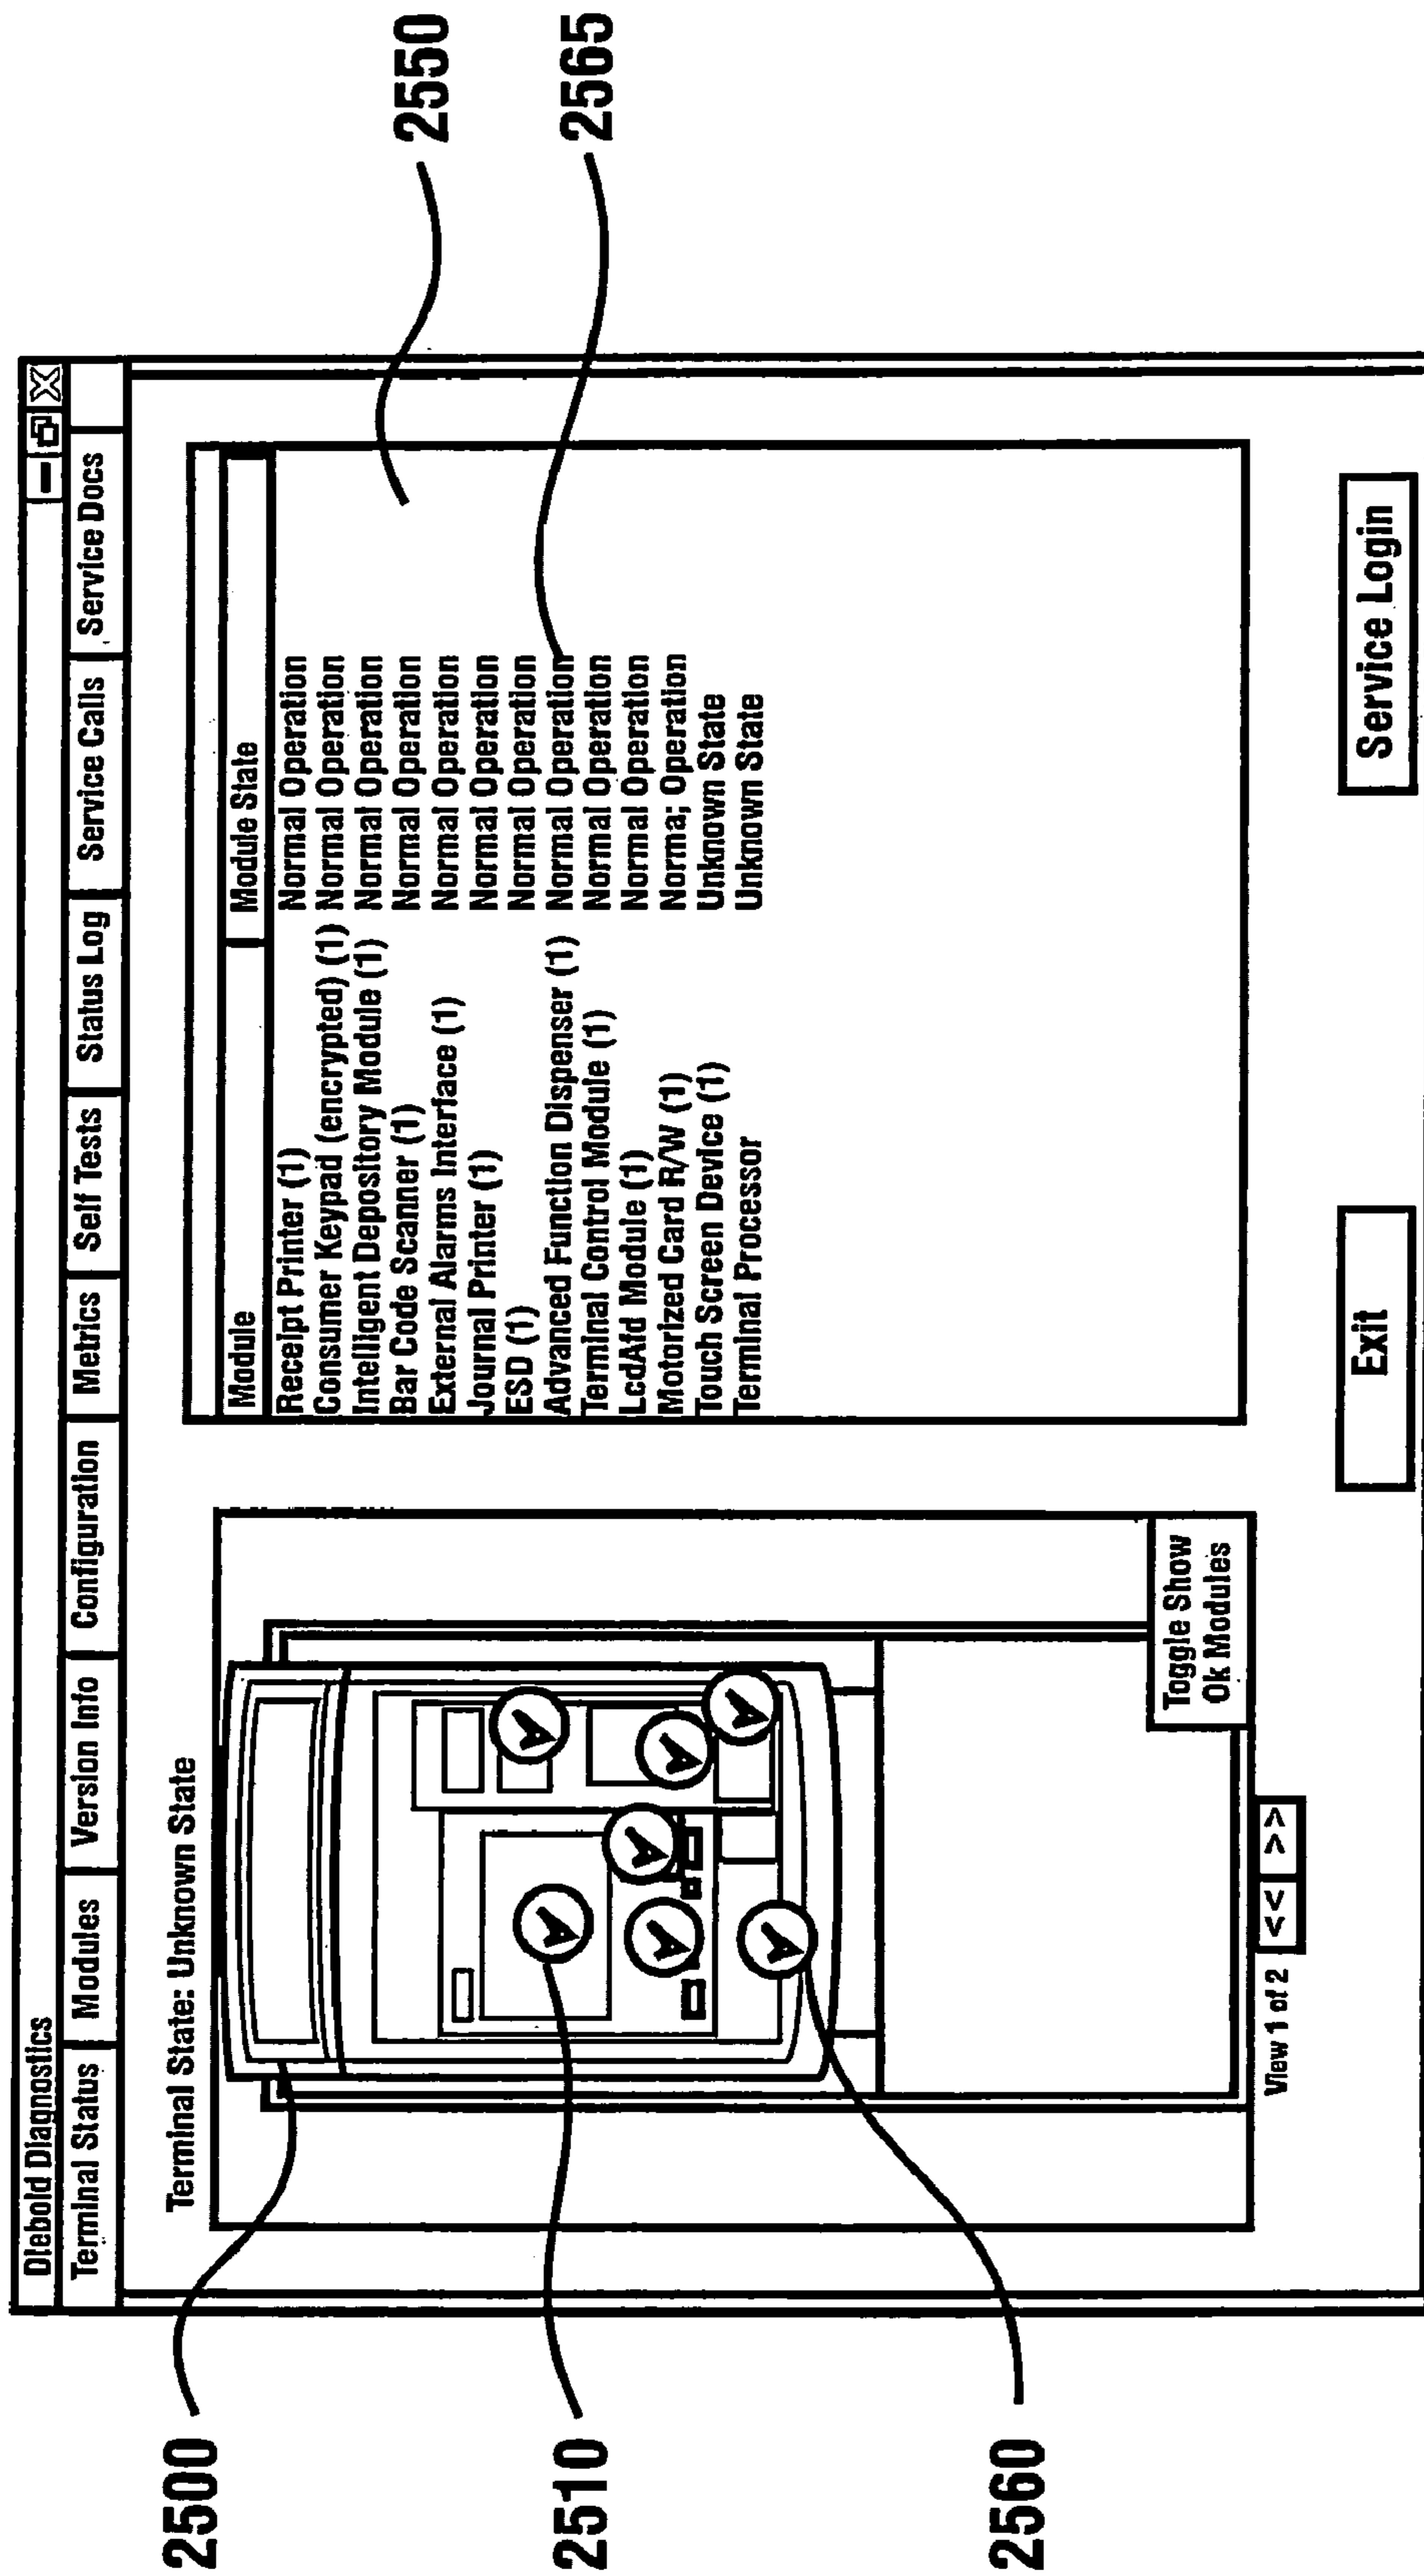 Diebold Diagnostics
Terminal Status Modules Version Info Configuration Metrics Self Tests Status Log Service Calls Service Docs
Terminal State: Unknown State
Module Module State
Receipt Printer (1) Normal Operation
Consumer Keypad (encrypted) (1) Normal Operation
Intelligent Depository Module (1) Normal Operation
Bar Code Scanner (1) Normal Operation
External Alarms Interface (1) Normal Operation
Journal Printer (1) Normal Operation
ESD (1) Normal Operation
Advanced Function Dispenser (1) Normal Operation
Terminal Control Module (1) Normal Operation
LcdAfd Module (1) Normal Operation
Motorized Card R/W (1) Norma; Operation
Touch Screen Device (1) Unknown State
Terminal Processor Unknown State
Toggle Show
Ok Modules
View 1 of 2 << >>
Exit
Service Login
2500
2510
2560
2550
2565